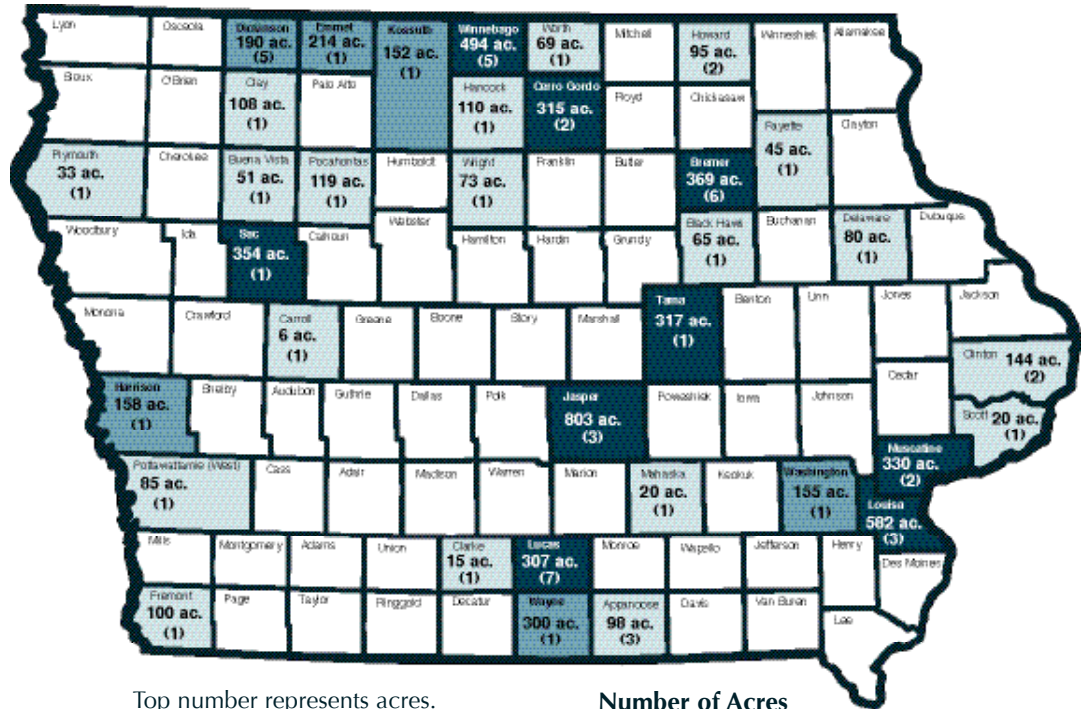 Lyon
Osceola
Dickinson
190 ac.
(5)
Emmet
214 ac.
(1)
Kossuth
152 ac.
(1)
Winnebago
494 ac.
(5)
Worth
69 ac.
(1)
Mitchell
Howard
95 ac.
(2)
Winneshiek
Allamakee
Sioux
O'Brien
Clay
108 ac.
(1)
Palo Alto
Hancock
110 ac.
(1)
Cerro Gordo
315 ac.
(2)
Floyd
Chickasaw
Fayette
45 ac.
(1)
Clayton
Plymouth
33 ac.
(1)
Cherokee
Buena Vista
51 ac.
(1)
Pocahontas
119 ac.
(1)
Humboldt
Wright
73 ac.
(1)
Franklin
Butler
Bremer
369 ac.
(6)
Woodbury
Ida
Sac
354 ac.
(1)
Calhoun
Webster
Hamilton
Hardin
Grundy
Black Hawk
65 ac.
(1)
Buchanan
Delaware
80 ac.
(1)
Dubuque
Monona
Crawford
Carroll
6 ac.
(1)
Greene
Boone
Story
Marshall
Tama
317 ac.
(1)
Benton
Linn
Jones
Jackson
Clinton
144 ac.
(2)
Cedar
Harrison
158 ac.
(1)
Shelby
Audubon
Guthrie
Dallas
Polk
Jasper
803 ac.
(3)
Poweshiek
Iowa
Johnson
Scott
20 ac.
(1)
Muscatine
330 ac.
(2)
Pottawattamie (West)
85 ac.
(1)
Cass
Adair
Madison
Warren
Marion
Mahaska
20 ac.
(1)
Keokuk
Washington
155 ac.
(1)
Louisa
582 ac.
(3)
Mills
Montgomery
Adams
Union
Clarke
15 ac.
(1)
Lucas
307 ac.
(7)
Monroe
Wapello
Jefferson
Henry
Des Moines
Fremont
100 ac.
(1)
Page
Taylor
Ringgold
Decatur
Wayne
300 ac.
(1)
Appanoose
98 ac.
(3)
Davis
Van Buren
Lee
Top number represents acres.
Number of Acres